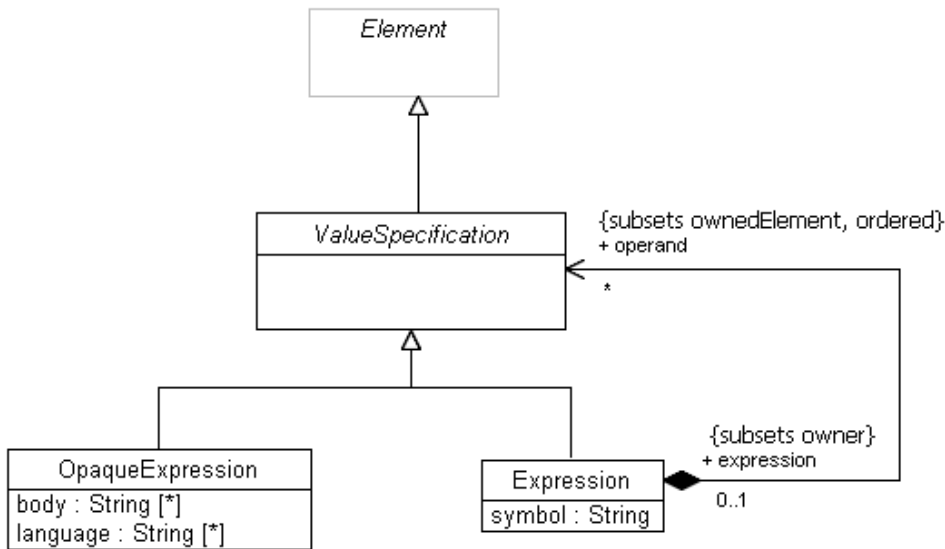 Element
ValueSpecification
{subsets ownedElement, ordered}
+ operand
*
{subsets owner}
+ expression
0..1
OpaqueExpression
body : String [*]
language : String [*]
Expression
symbol : String